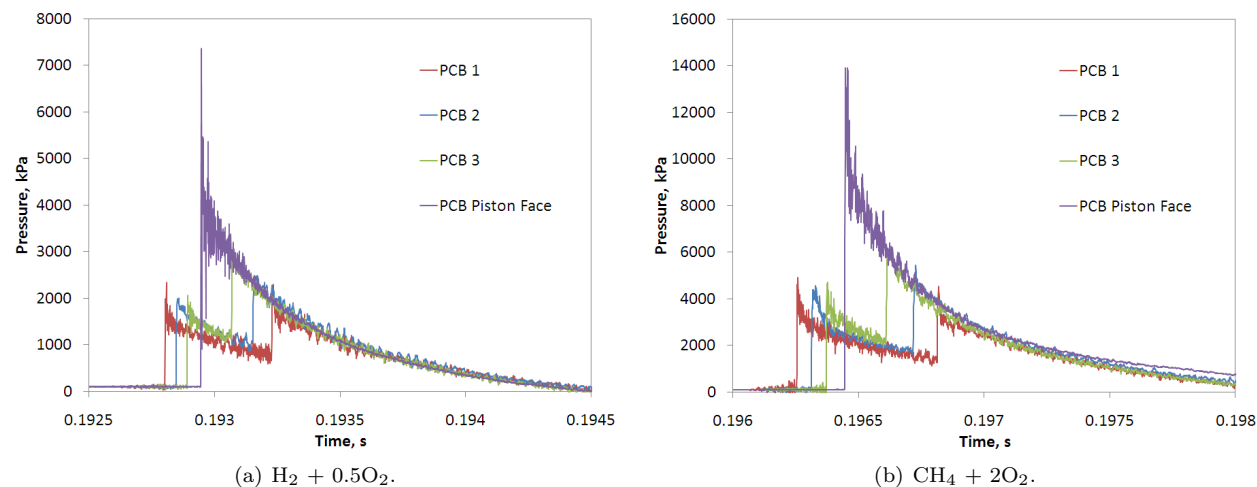 8000
7000
6000
5000
4000
3000
2000
1000
0
Pressure, kPa
PCB 1
PCB 2
PCB 3
PCB Piston Face
0.1925
0.193
0.1935
0.194
0.1945
Time, s
(a) H₂ + 0.5O₂.
16000
14000
12000
10000
8000
6000
4000
2000
0
Pressure, kPa
PCB 1
PCB 2
PCB 3
PCB Piston Face
0.196
0.1965
0.197
0.1975
0.198
Time, s
(b) CH₄ + 2O₂.